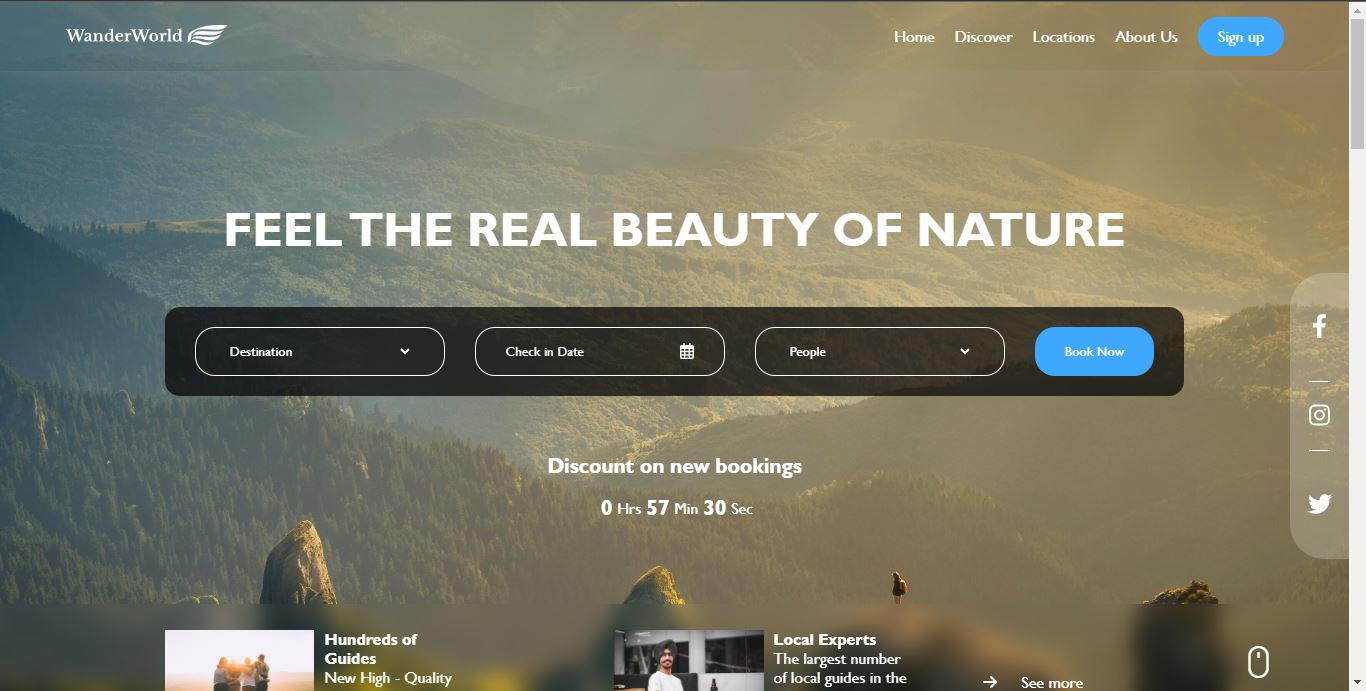 WanderWorld
Home
Discover
Locations
About Us
Sign up
FEEL THE REAL BEAUTY OF NATURE
Destination
Check in Date
People
Book Now
Discount on new bookings
0 Hrs 57 Min 30 Sec
Hundreds of
Guides
New High - Quality
Local Experts
The largest number
of local guides in the
See more